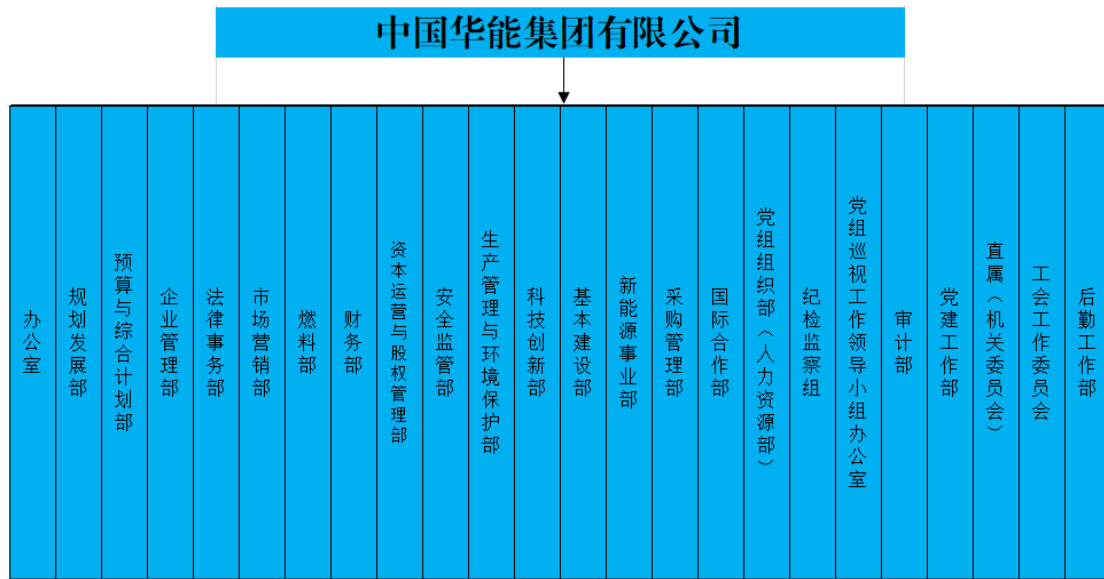 中国华能集团有限公司
办公室
规划发展部
预算与综合计划部
企业管理部
法律事务部
市场营销部
燃料部
财务部
资本运营与股权管理部
安全监管部
生产管理与环境保护部
科技创新部
基本建设部
新能源事业部
采购管理部
国际合作部
党组组织部（人力资源部）
纪检监察组
党组巡视工作领导小组办公室
审计部
党建工作部
直属（机关委员会）
工会工作委员会
后勤工作部